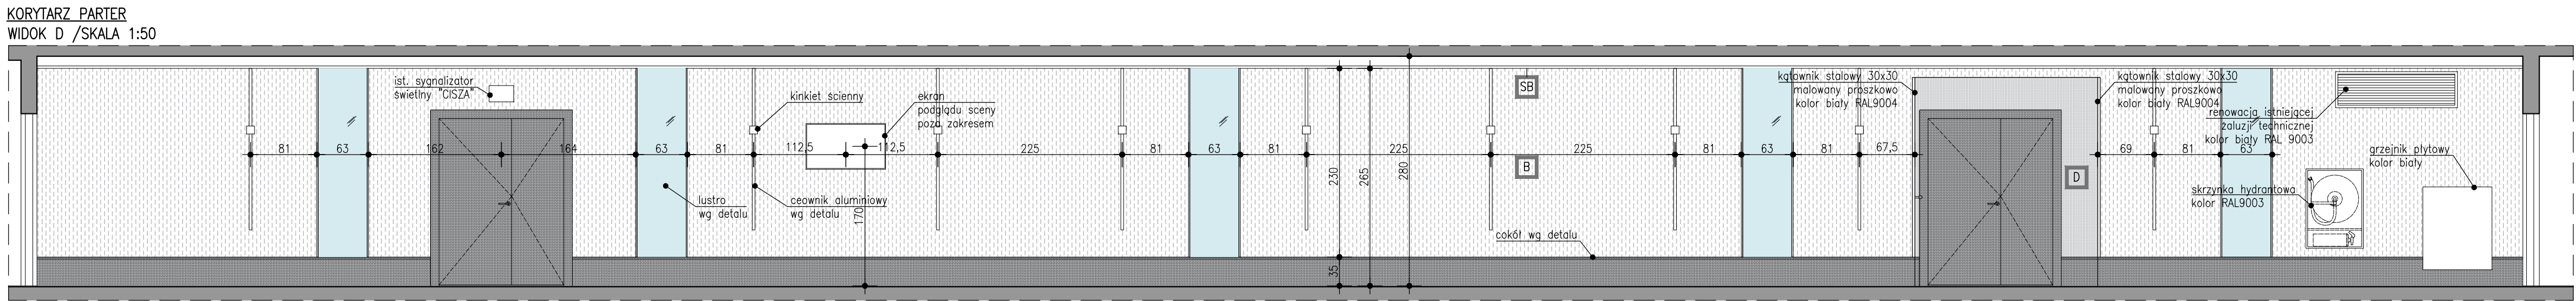 KORYTARZ PARTER
WIDOK D /SKALA 1:50
ist. sygnalizator
świetlny "CISZA"
kinkiet ścienny
ekran
podglądu sceny
poza zakresem
SB
kątownik stalowy 30x30
malowany proszkowo
kolor biały RAL9004
kątownik stalowy 30x30
malowany proszkowo
kolor biały RAL9004
renowacja istniejącej
żaluzji technicznej
kolor biały RAL 9003
81
63
162
164
63
81
112,5
112,5
225
81
63
81
225
225
81
63
81
67,5
69
81
63
grzejnik płytowy
kolor biały
B
D
230
265
280
skrzynka hydrantowa
kolor RAL9003
lustro
wg detalu
ceownik aluminiowy
wg detalu
170
cokół wg detalu
35